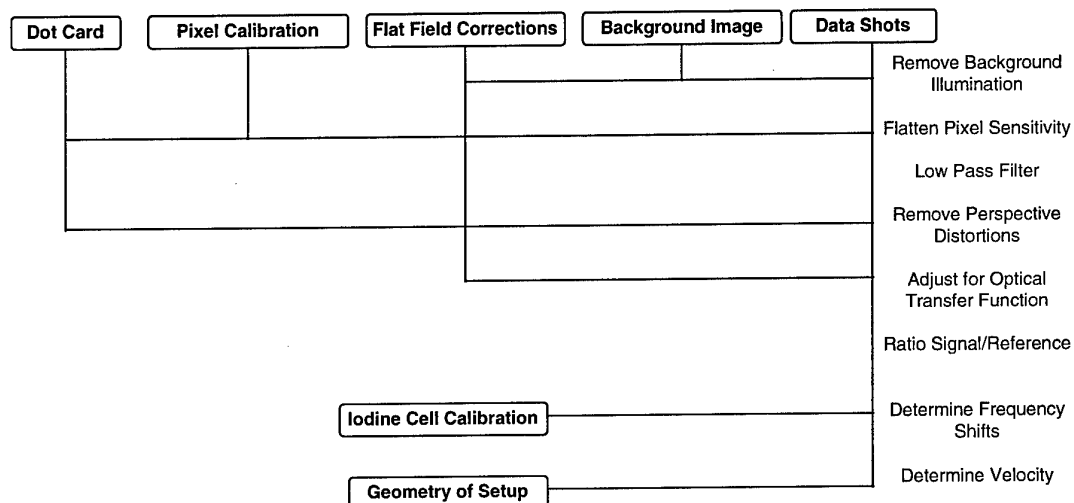 Dot Card
Pixel Calibration
Flat Field Corrections
Background Image
Data Shots
Remove Background
Illumination
Flatten Pixel Sensitivity
Low Pass Filter
Remove Perspective
Distortions
Adjust for Optical
Transfer Function
Ratio Signal/Reference
Iodine Cell Calibration
Determine Frequency
Shifts
Determine Velocity
Geometry of Setup